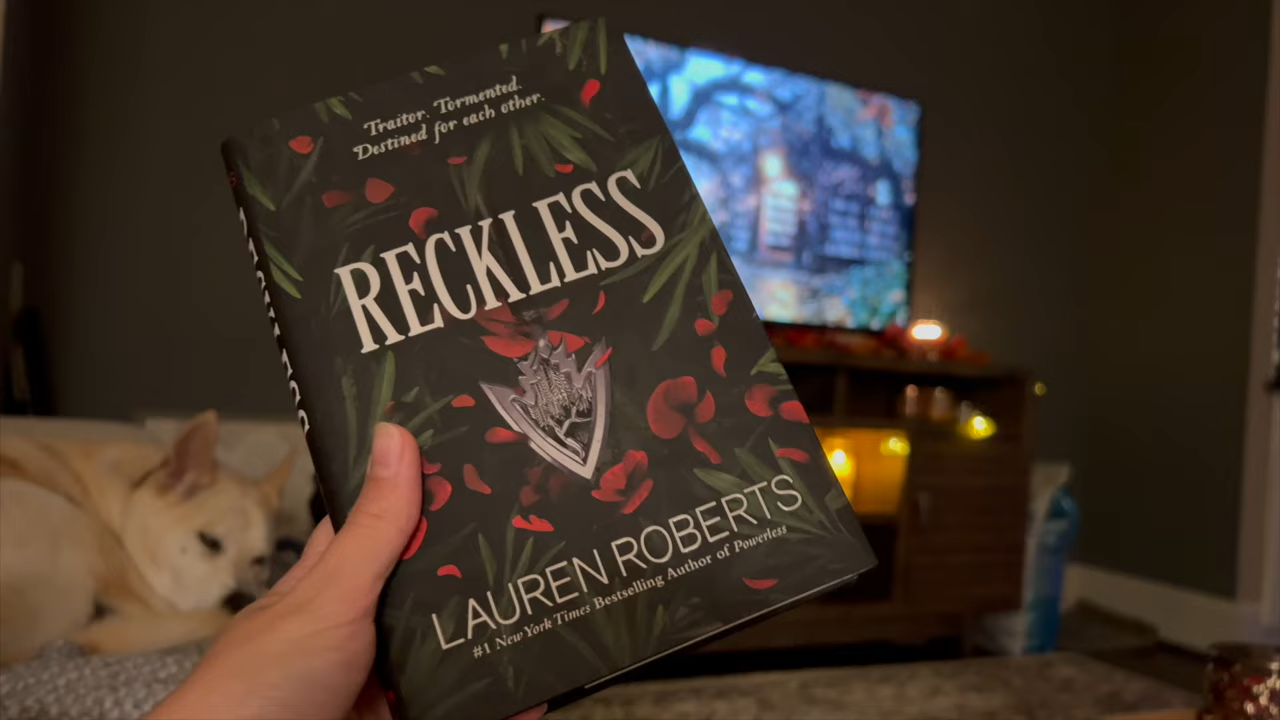 Traitor. Tormented.
Destined for each other.
RECKLESS
LAUREN ROBERTS
#1 New York Times Bestselling Author of Powerless